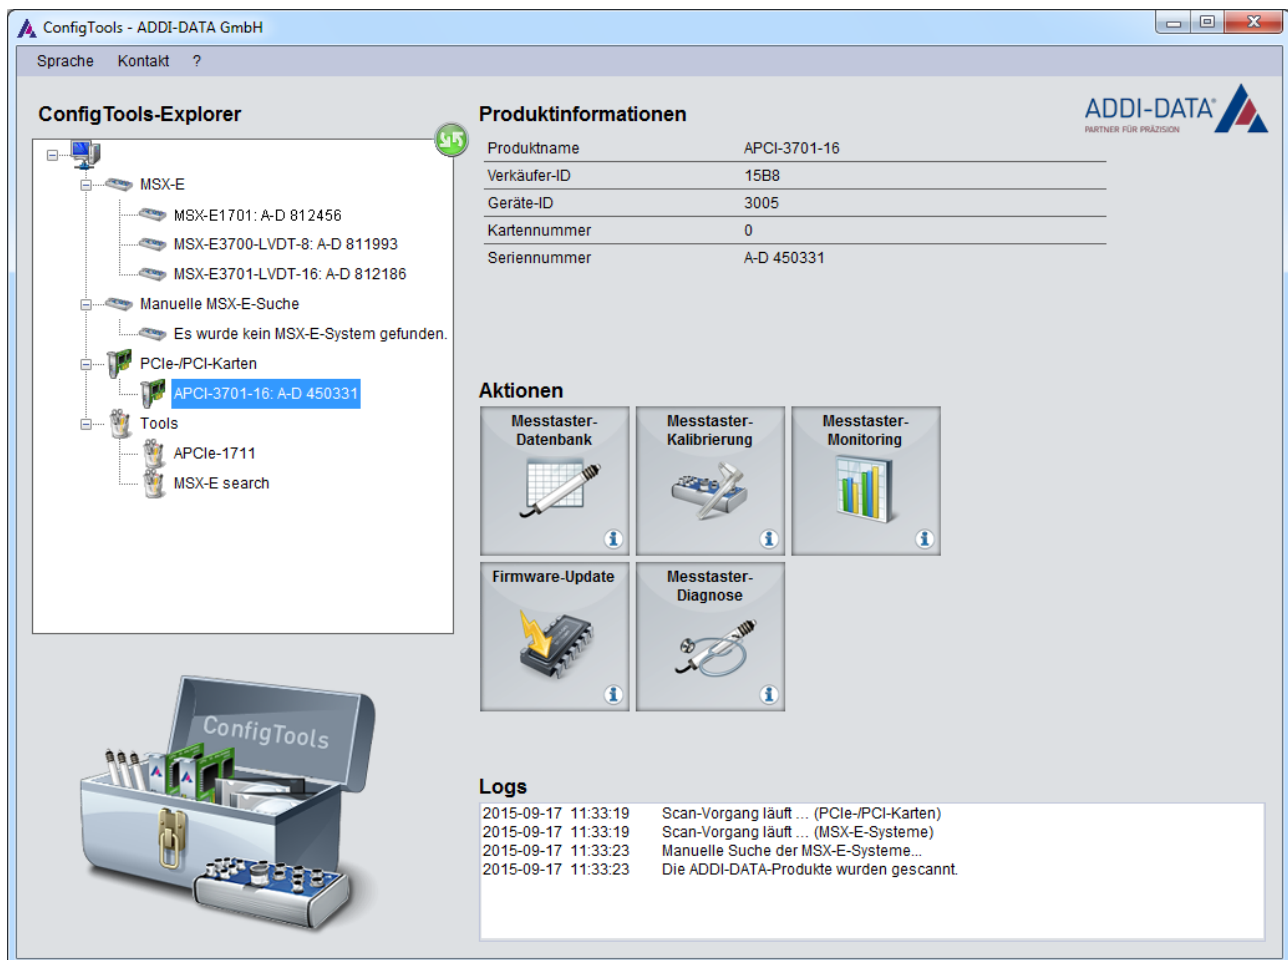 ConfigTools - ADDI-DATA GmbH
Sprache Kontakt ?
ConfigTools-Explorer
MSX-E
MSX-E1701: A-D 812456
MSX-E3700-LVDT-8: A-D 811993
MSX-E3701-LVDT-16: A-D 812186
Manuelle MSX-E-Suche
Es wurde kein MSX-E-System gefunden.
PCIe-/PCI-Karten
APCI-3701-16: A-D 450331
Tools
APCIe-1711
MSX-E search
ConfigTools
Produktinformationen
ADDI-DATA®
PARTNER FÜR PRÄZISION
Produktname APCI-3701-16
Verkäufer-ID 15B8
Geräte-ID 3005
Kartennummer 0
Seriennummer A-D 450331
Aktionen
Messtaster-
Datenbank
Messtaster-
Kalibrierung
Messtaster-
Monitoring
Firmware-Update
Messtaster-
Diagnose
Logs
2015-09-17 11:33:19 Scan-Vorgang läuft ... (PCIe-/PCI-Karten)
2015-09-17 11:33:19 Scan-Vorgang läuft ... (MSX-E-Systeme)
2015-09-17 11:33:23 Manuelle Suche der MSX-E-Systeme...
2015-09-17 11:33:23 Die ADDI-DATA-Produkte wurden gescannt.